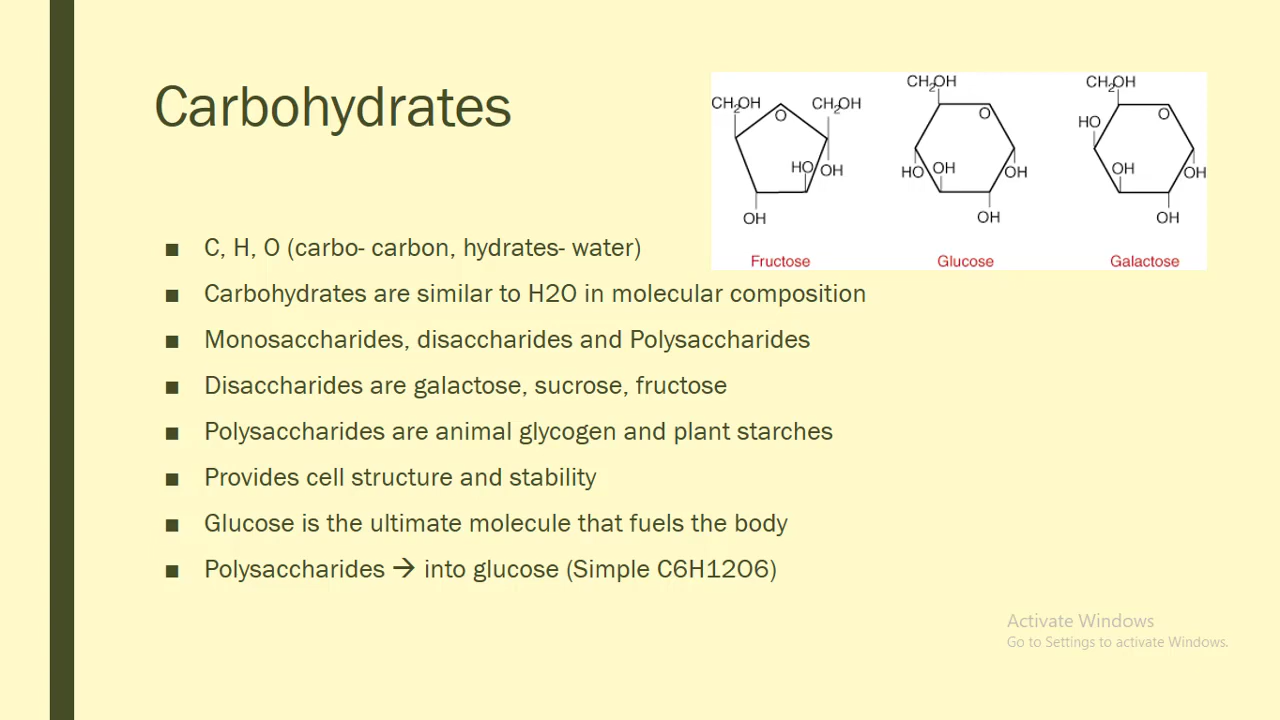 Carbohydrates
CH2OH
CH2OH
O
HO
OH
OH
Fructose
CH2OH
O
HO
OH
OH
OH
Glucose
CH2OH
HO
O
OH
OH
OH
Galactose
■ C, H, O (carbo- carbon, hydrates- water)
■ Carbohydrates are similar to H2O in molecular composition
■ Monosaccharides, disaccharides and Polysaccharides
■ Disaccharides are galactose, sucrose, fructose
■ Polysaccharides are animal glycogen and plant starches
■ Provides cell structure and stability
■ Glucose is the ultimate molecule that fuels the body
■ Polysaccharides → into glucose (Simple C6H12O6)
Activate Windows
Go to Settings to activate Windows.